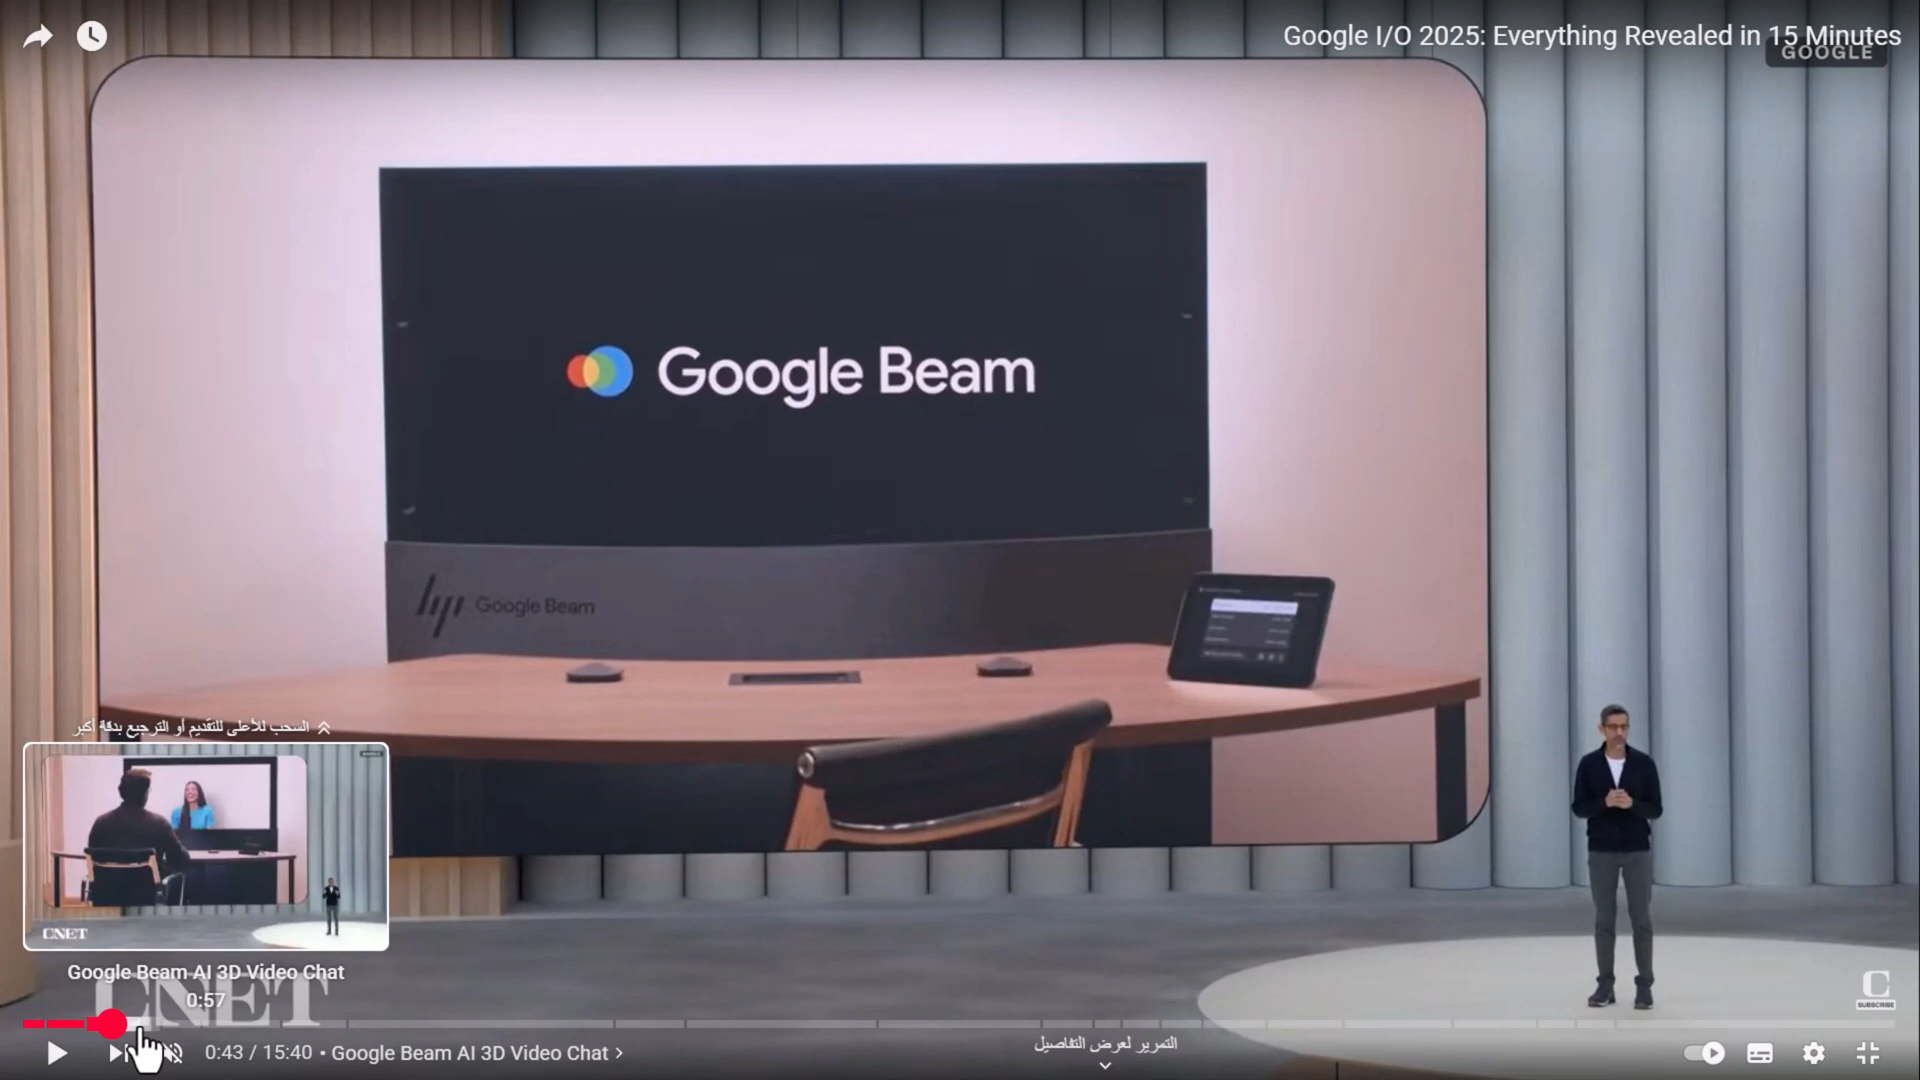 Google I/O 2025: Everything Revealed in 15 Minutes
GOOGLE
Google Beam
hp Google Beam
السحب للأعلى للتقديم أو الترجيع بدقة أكبر
CNET
Google Beam AI 3D Video Chat
0:57
CNET
C
SUBSCRIBE
0:43 / 15:40 • Google Beam AI 3D Video Chat
التمرير لعرض التفاصيل